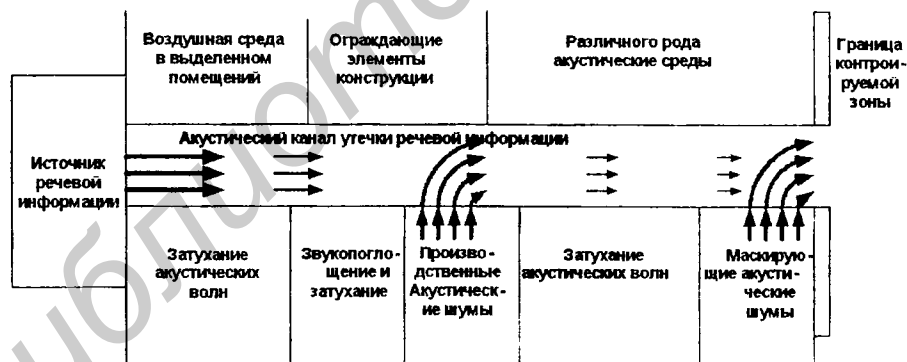 Воздушная среда
в выделенном
помещений
Ограждающие
элементы
конструкции
Различного рода
акустические среды
Граница
контрои-
руемой
зоны
Акустический канал утечки речевой информации
Источник
речевой
информации
Затухание
акустических
волн
Звукопогло-
щение и
затухание
Произво-
дственные
Акустическ-
ие шумы
Затухание
акустических волн
Маскирую-
щие акусти-
ческие
шумы